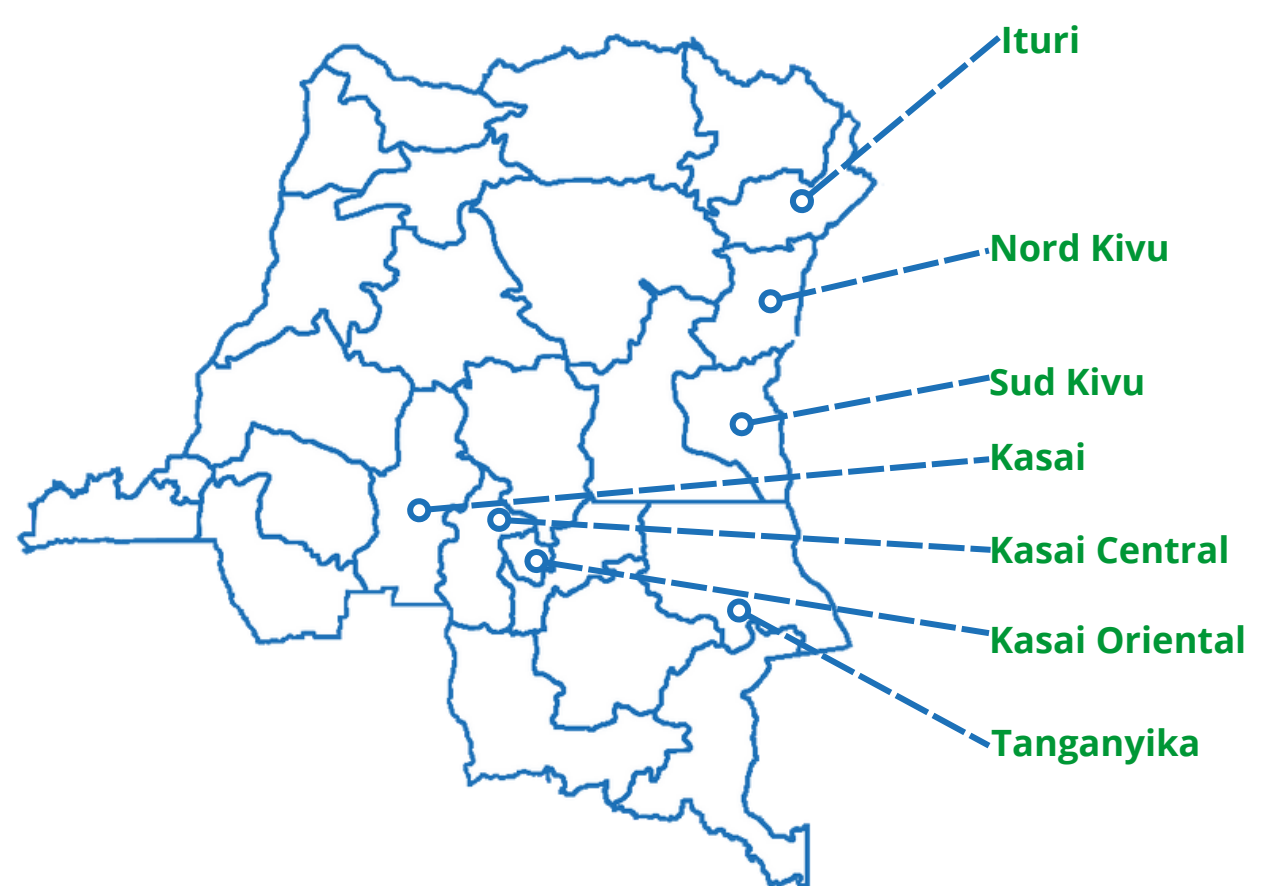 Ituri
Nord Kivu
Sud Kivu
Kasai
Kasai Central
Kasai Oriental
Tanganyika